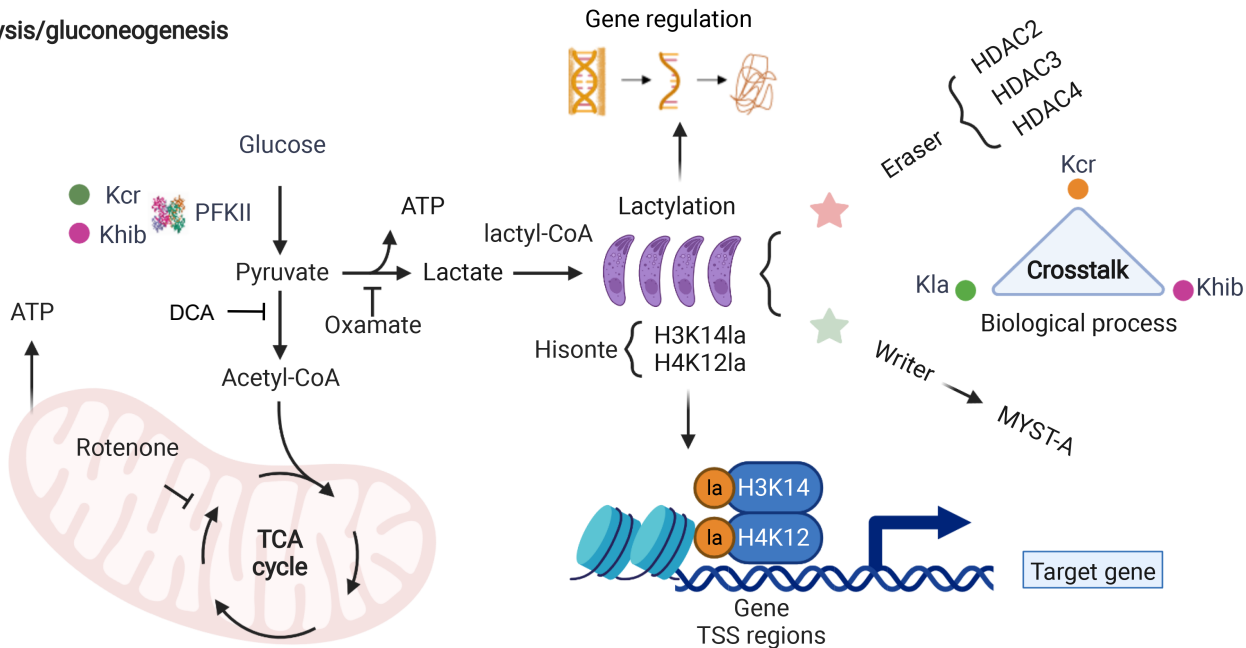 ysis/gluconeogenesis
Gene regulation
Glucose
Kcr
Khib
PFKII
ATP
lactyl-CoA
Lactylation
Pyruvate
Lactate
DCA
Oxamate
ATP
Acetyl-CoA
Rotenone
TCA
cycle
Hisonte
H3K14la
H4K12la
Eraser
HDAC2
HDAC3
HDAC4
Kcr
Crosstalk
Kla
Khib
Biological process
Writer
MYST-A
la
H3K14
la
H4K12
Gene
TSS regions
Target gene